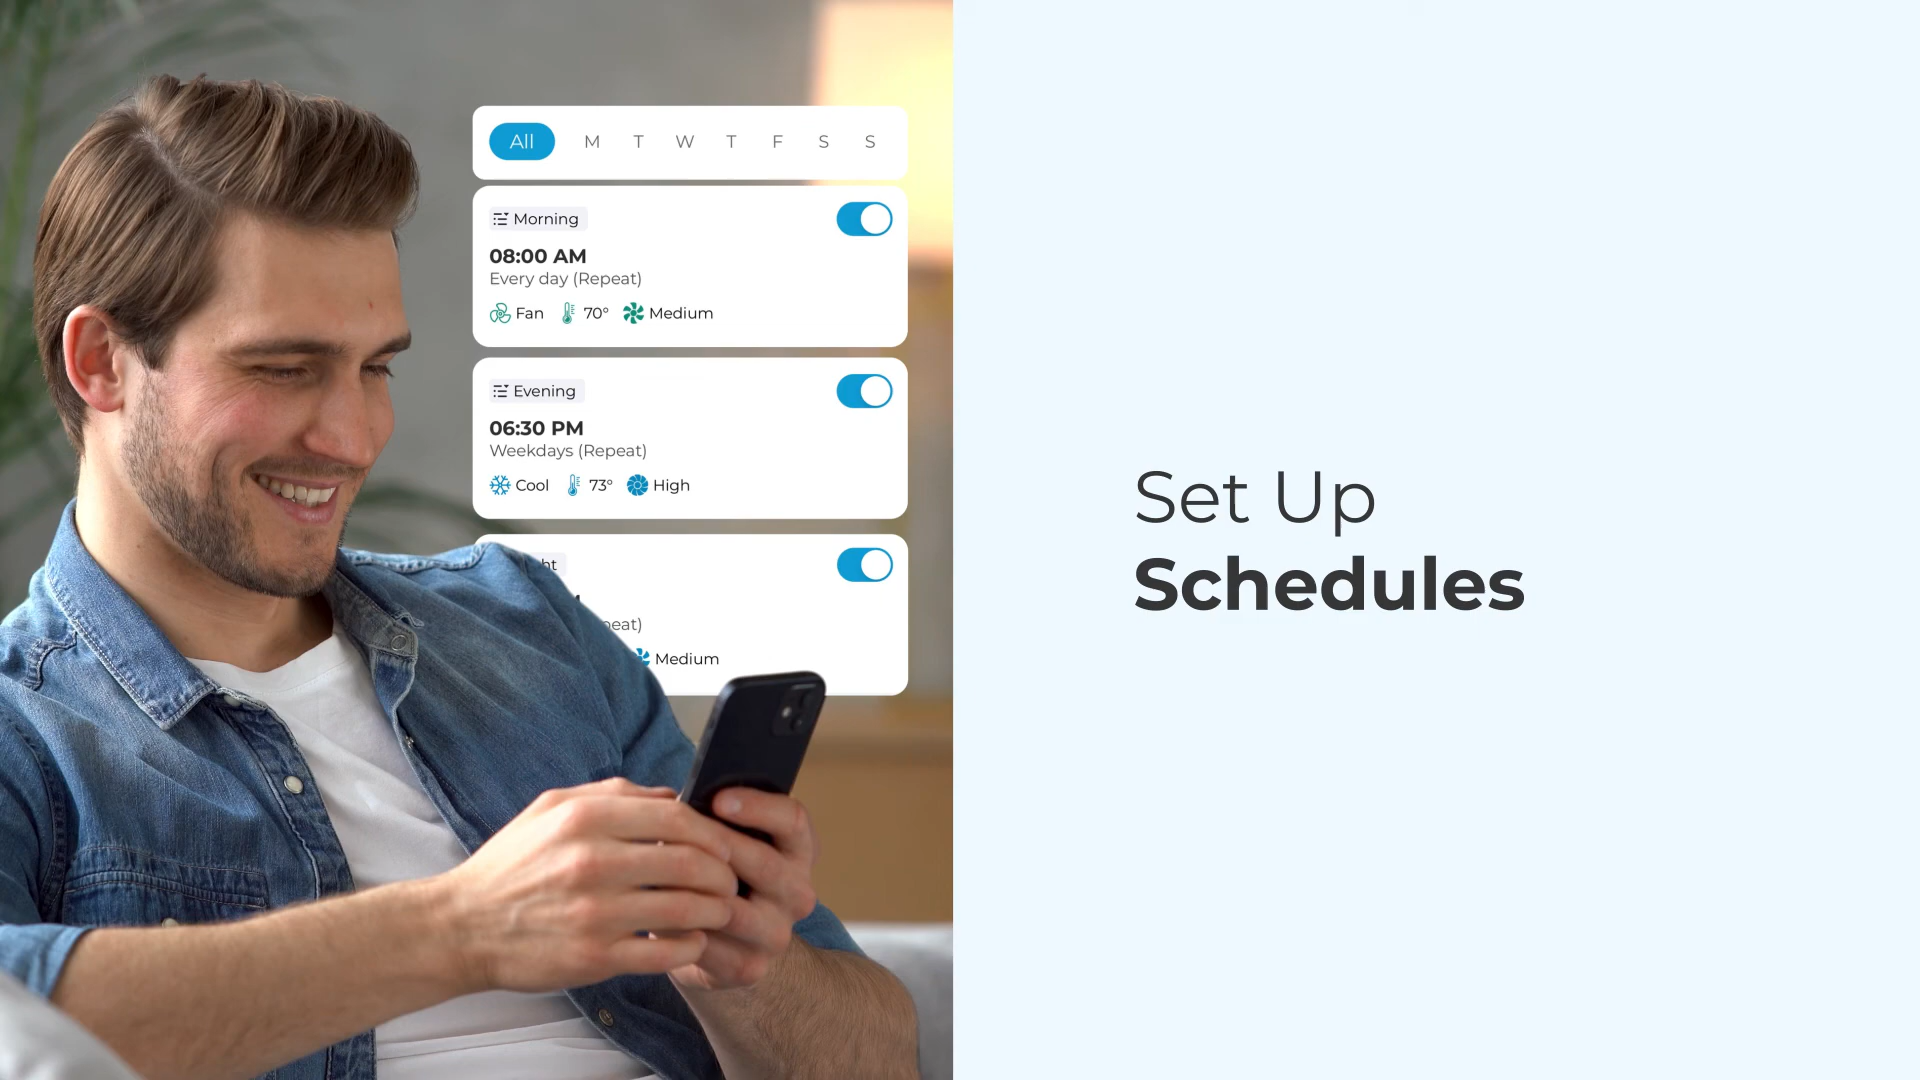 All M T W T F S S
Morning
08:00 AM
Every day (Repeat)
Fan 70° Medium
Evening
06:30 PM
Weekdays (Repeat)
Cool 73° High
Medium
Set Up
Schedules